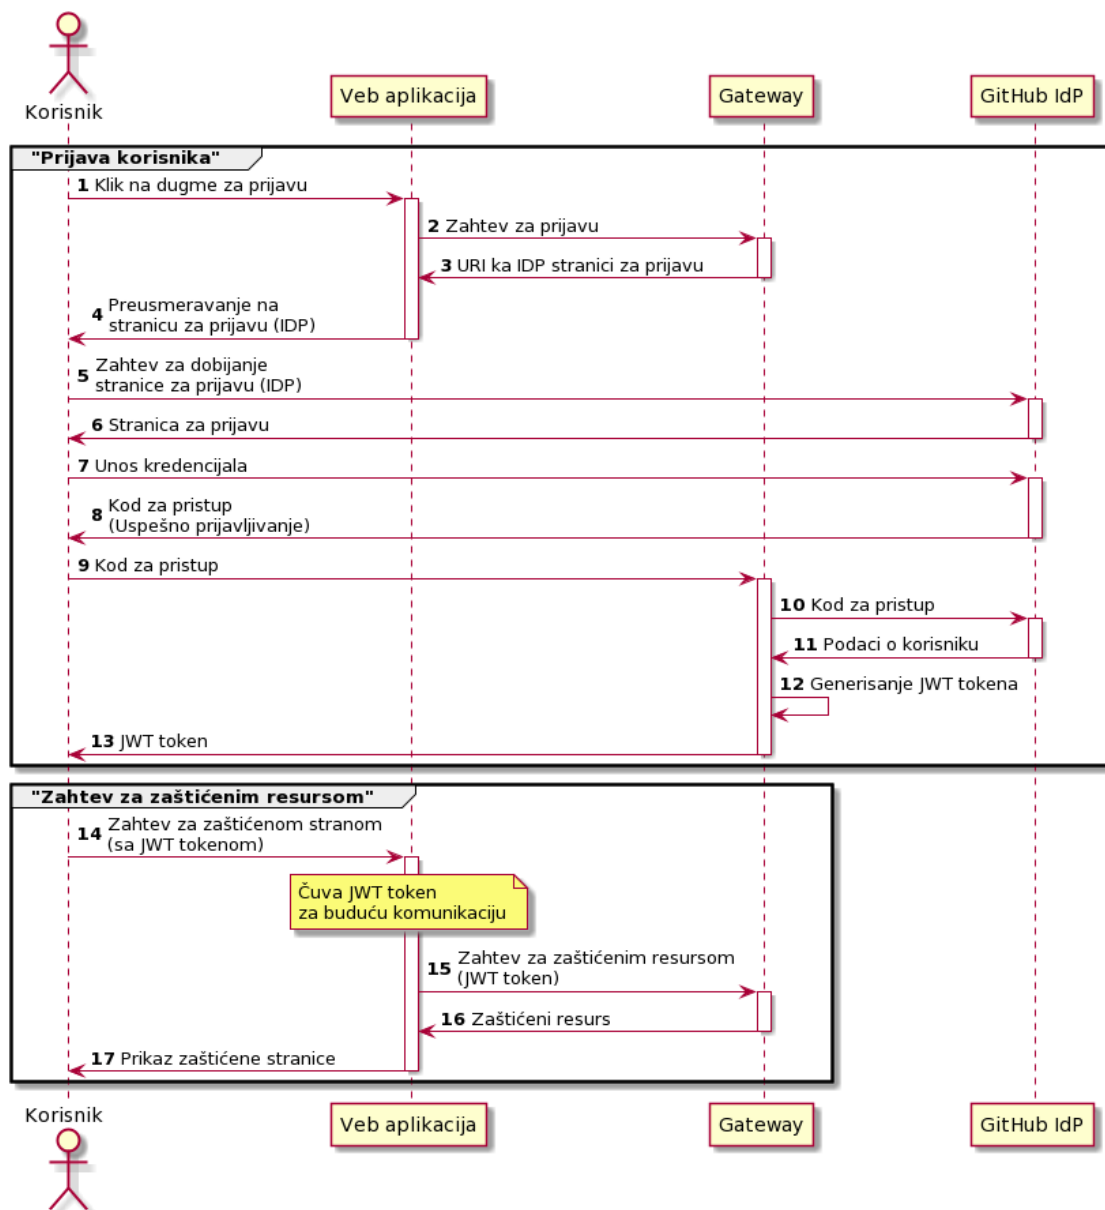 Korisnik
Veb aplikacija
Gateway
GitHub IdP
"Prijava korisnika"
1 Klik na dugme za prijavu
2 Zahtev za prijavu
3 URI ka IDP stranici za prijavu
4 Preusmeravanje na
stranicu za prijavu (IDP)
5 Zahtev za dobijanje
stranice za prijavu (IDP)
6 Stranica za prijavu
7 Unos kredencijala
8 Kod za pristup
(Uspešno prijavljivanje)
9 Kod za pristup
10 Kod za pristup
11 Podaci o korisniku
12 Generisanje JWT tokena
13 JWT token
"Zahtev za zaštićenim resursom"
14 Zahtev za zaštićenom stranom
(sa JWT tokenom)
Čuva JWT token
za buduću komunikaciju
15 Zahtev za zaštićenim resursom
(JWT token)
16 Zaštićeni resurs
17 Prikaz zaštićene stranice
Korisnik
Veb aplikacija
Gateway
GitHub IdP